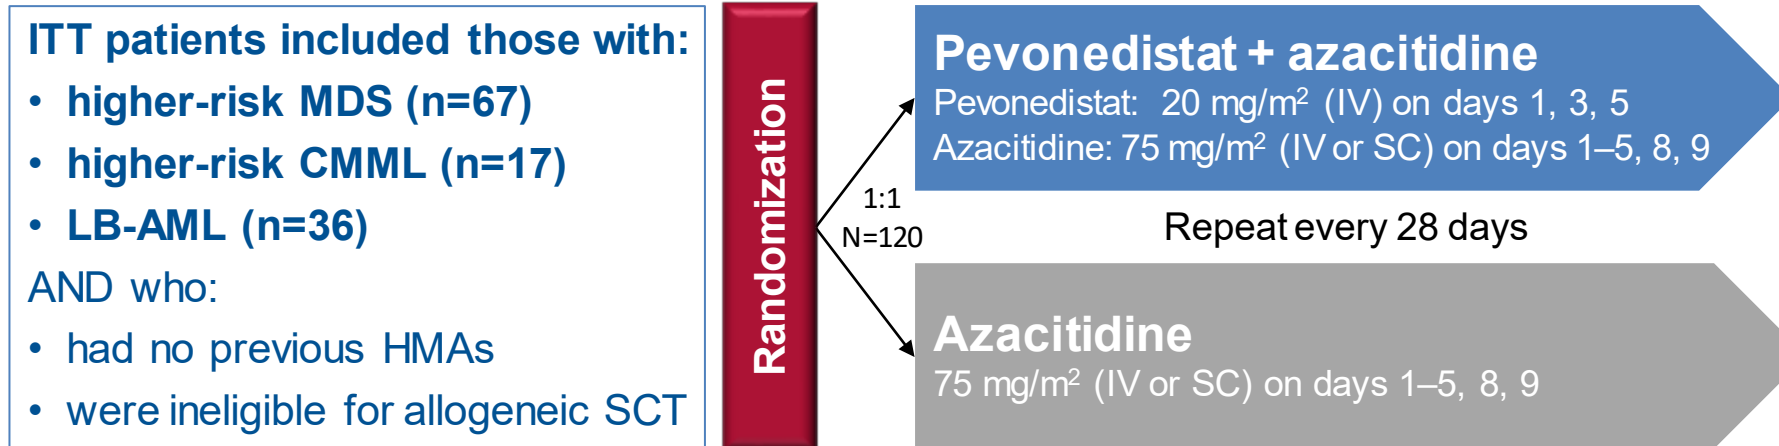 ITT patients included those with:
• higher-risk MDS (n=67)
• higher-risk CMML (n=17)
• LB-AML (n=36)
AND who:
• had no previous HMAs
• were ineligible for allogeneic SCT
Randomization
1:1
N=120
Pevonedistat + azacitidine
Pevonedistat: 20 mg/m² (IV) on days 1, 3, 5
Azacitidine: 75 mg/m² (IV or SC) on days 1–5, 8, 9
Repeat every 28 days
Azacitidine
75 mg/m² (IV or SC) on days 1–5, 8, 9